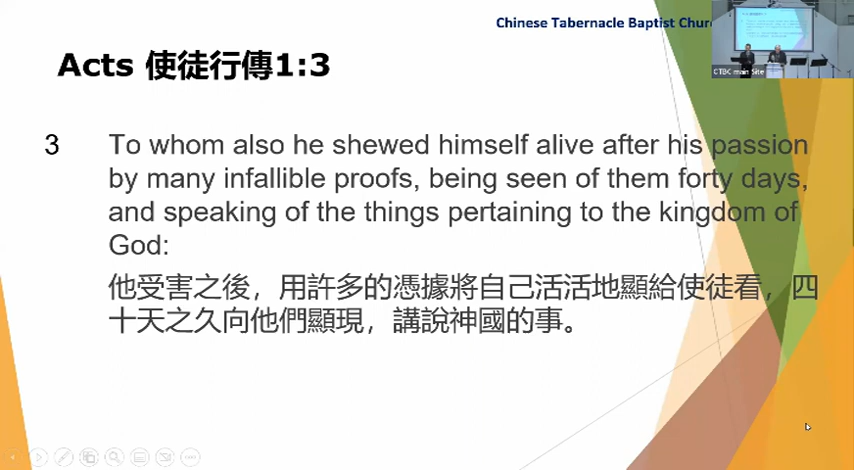 Chinese Tabernacle Baptist Chur
CTBC main Site
Acts 使徒行傳1:3
3 To whom also he shewed himself alive after his passion
by many infallible proofs, being seen of them forty days,
and speaking of the things pertaining to the kingdom of
God:
他受害之後，用許多的憑據將自己活活地顯給使徒看，四
十天之久向他們顯現，講說神國的事。